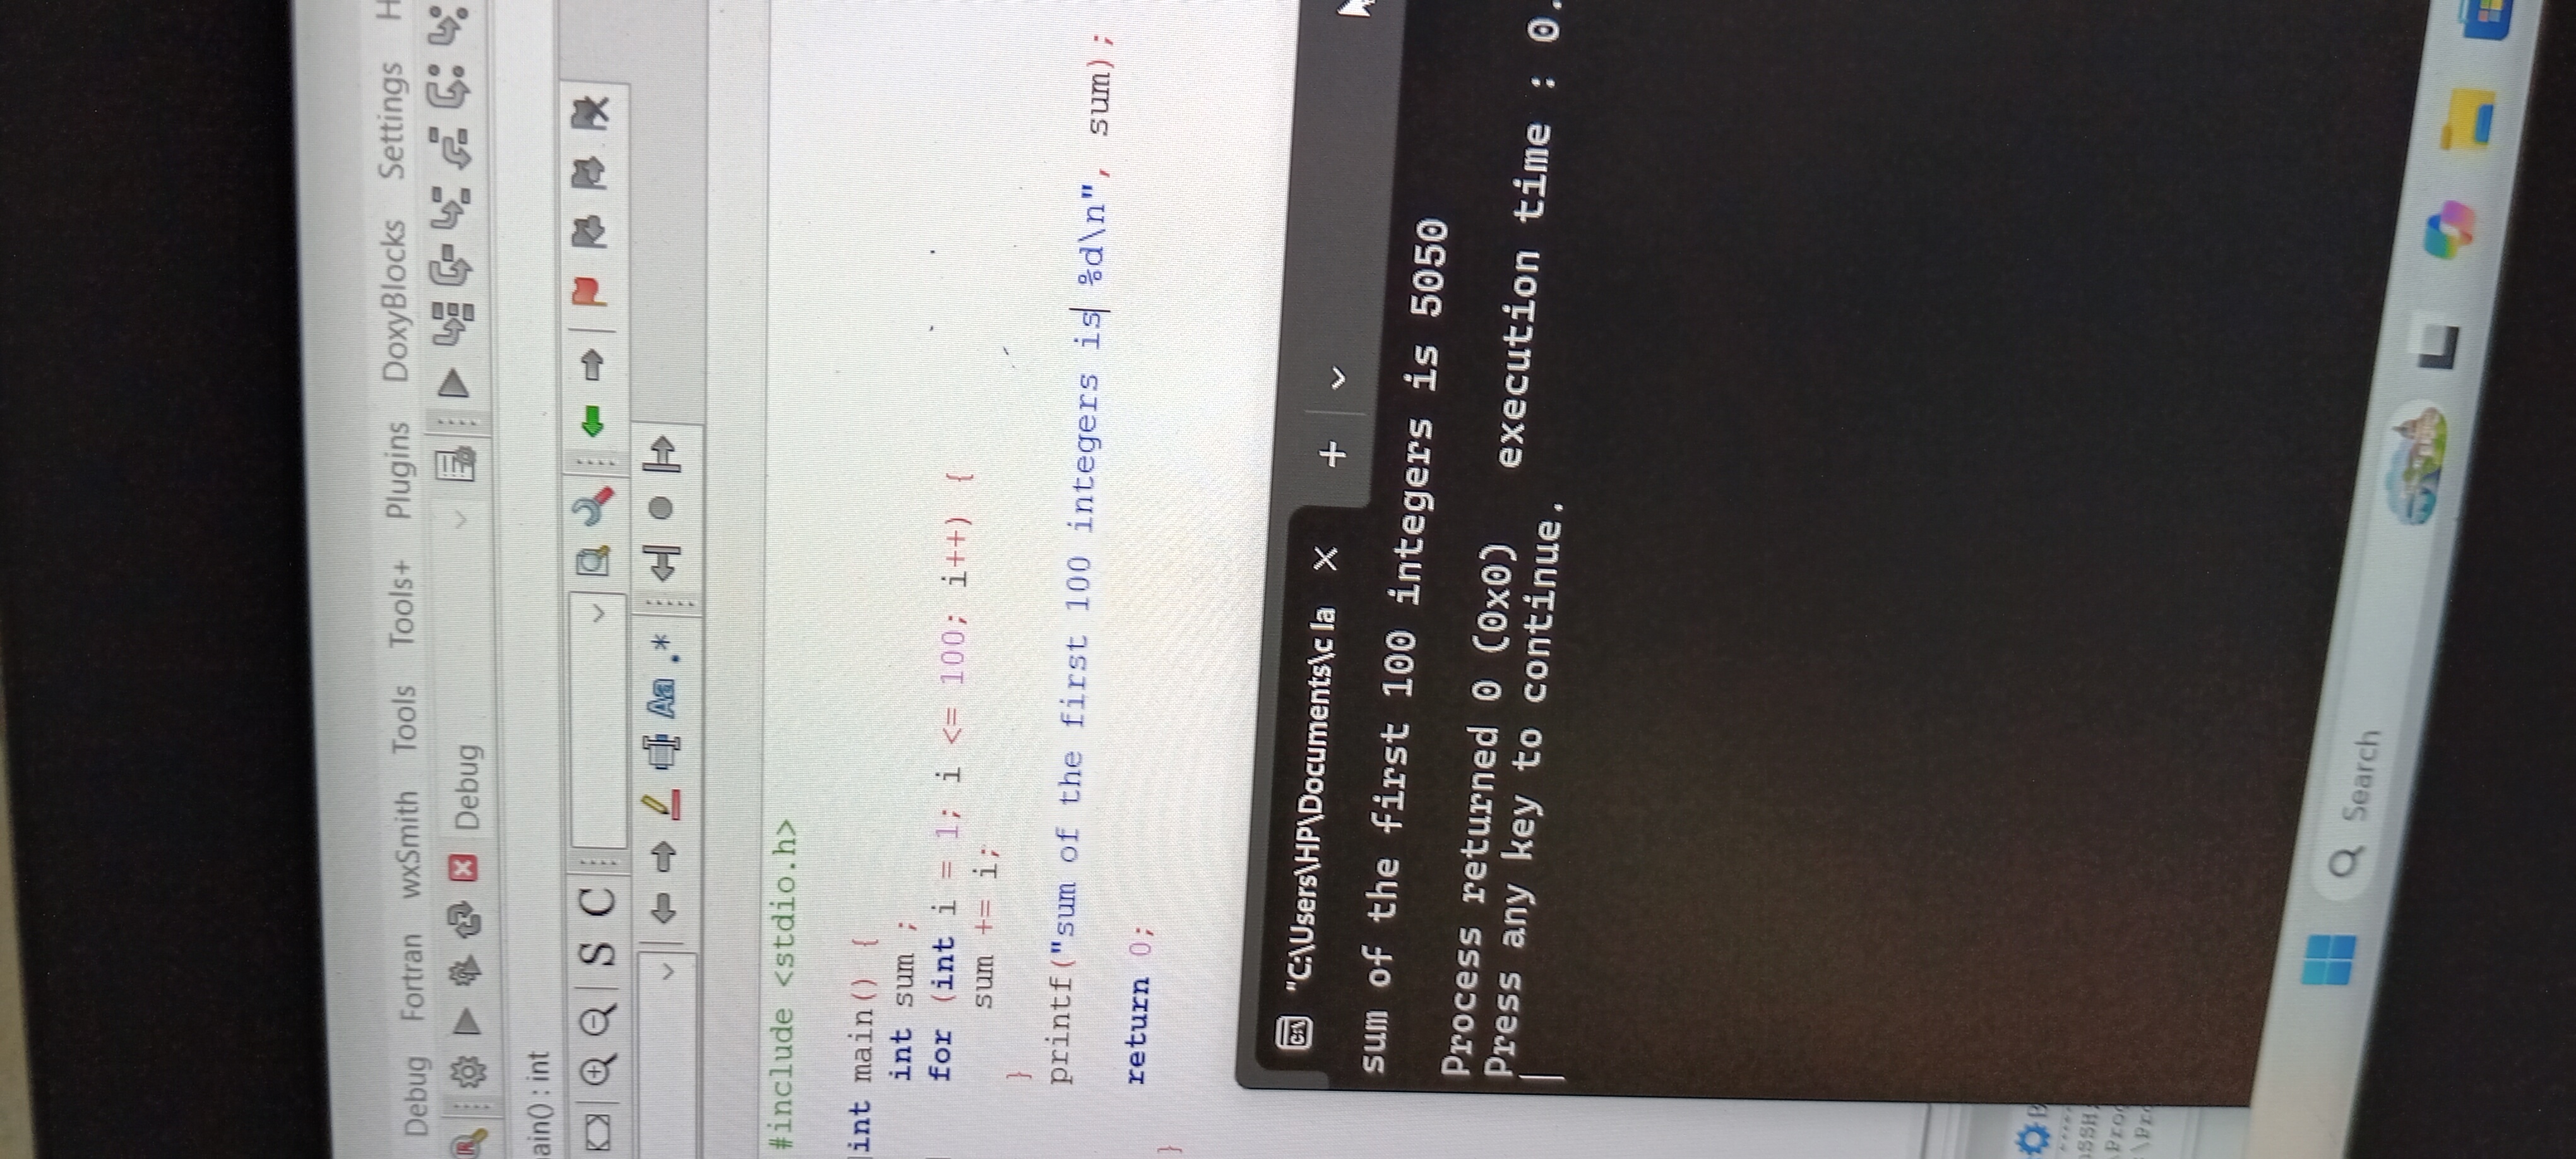 Debug Fortran wxSmith Tools Tools+ Plugins DoxyBlocks Settings H
Debug
ain() : int
S C
Aa .*
#include <stdio.h>
int main() {
    int sum ;
    for (int i = 1; i <= 100; i++) {
        sum += i;
    }
    printf("sum of the first 100 integers is %d\n", sum);
    return 0;
}
"C:\Users\HP\Documents\c la
sum of the first 100 integers is 5050
Process returned 0 (0x0)   execution time : 0.
Press any key to continue.
Search